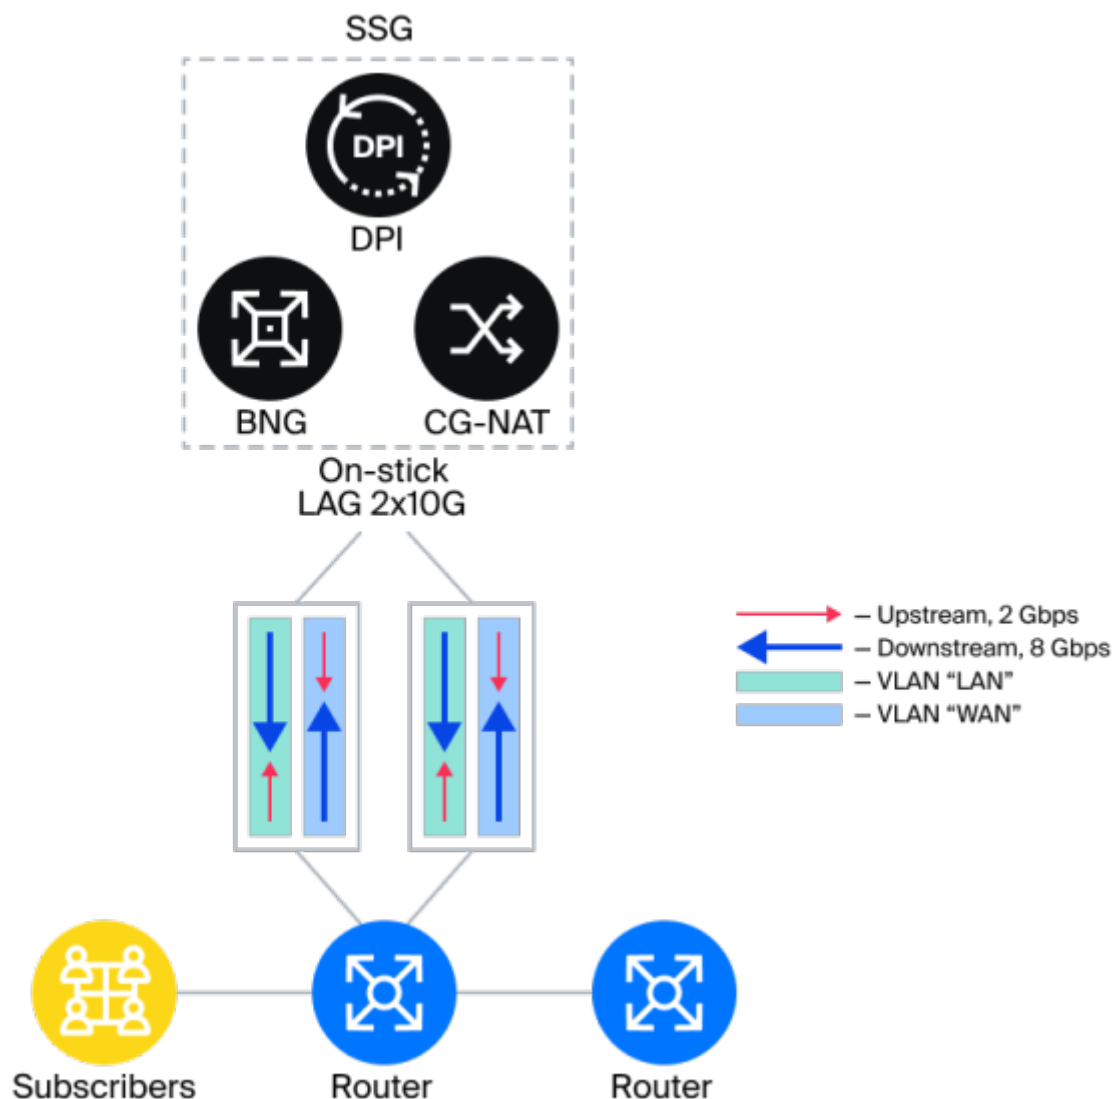 SSG
DPI
DPI
BNG
CG-NAT
On-stick
LAG 2x10G
– Upstream, 2 Gbps
– Downstream, 8 Gbps
– VLAN “LAN”
– VLAN “WAN”
Subscribers
Router
Router